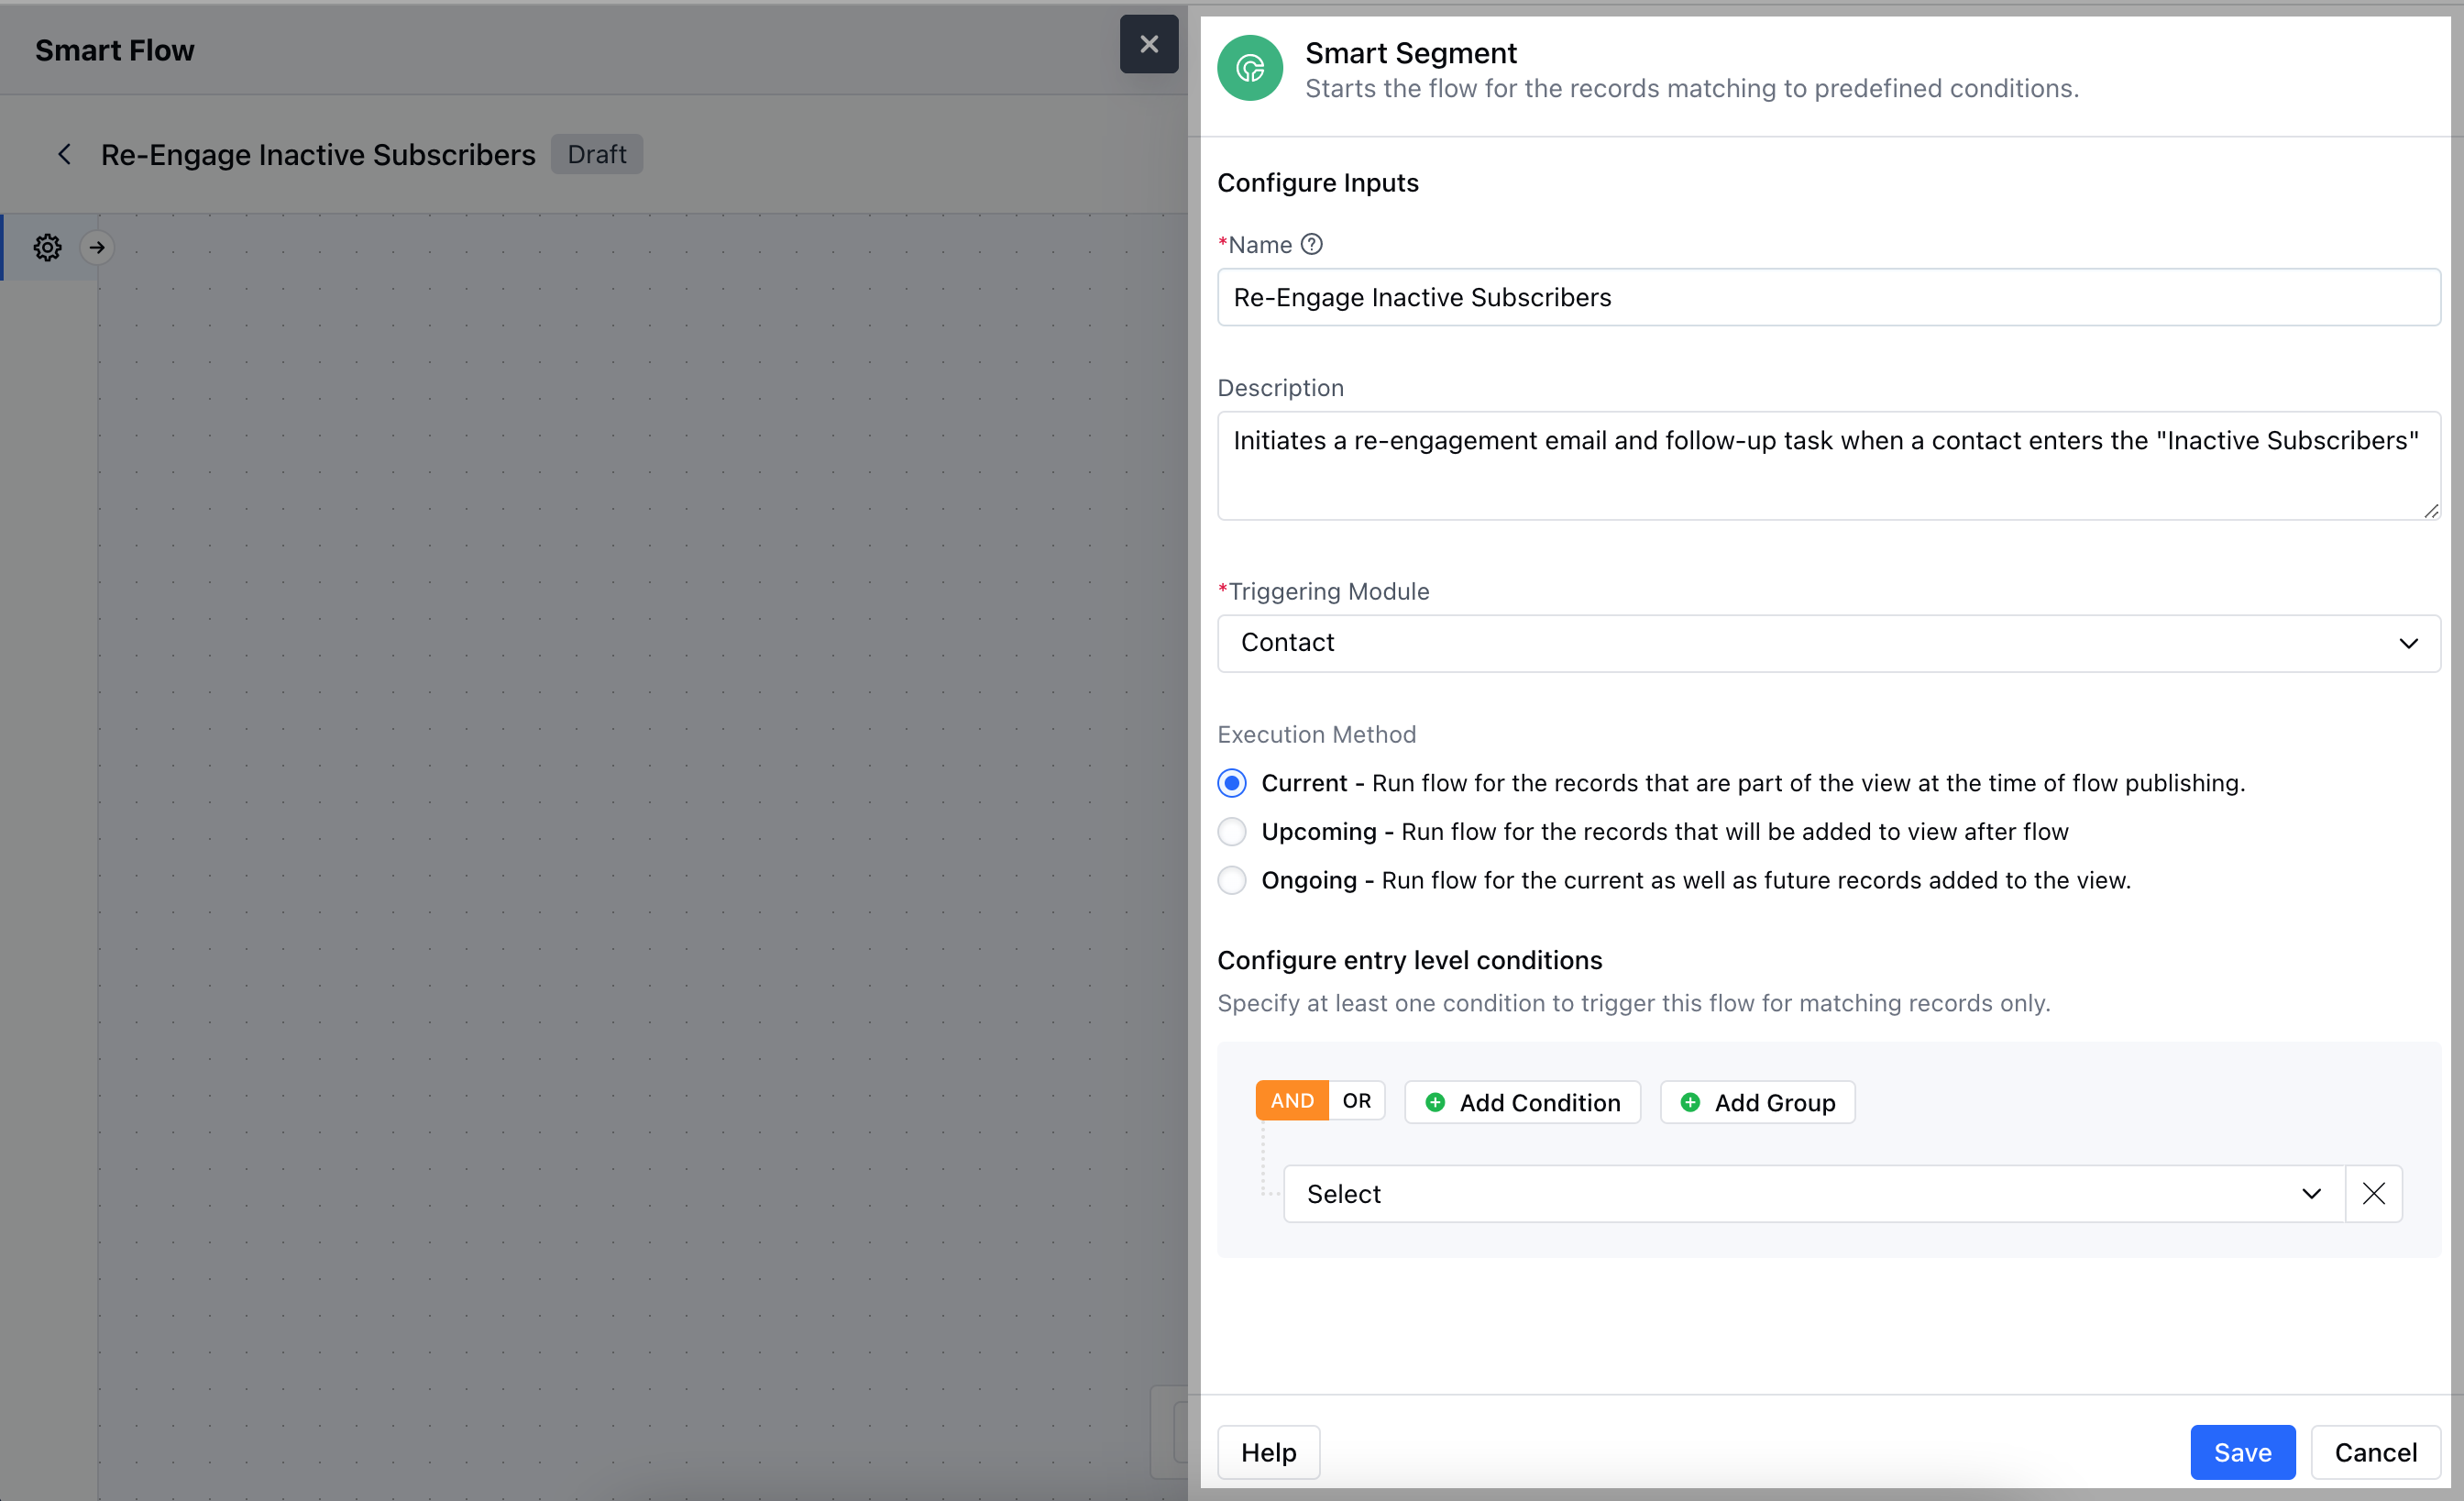 Smart Flow
Re-Engage Inactive Subscribers Draft
Smart Segment
Starts the flow for the records matching to predefined conditions.
Configure Inputs
*Name
Re-Engage Inactive Subscribers
Description
Initiates a re-engagement email and follow-up task when a contact enters the "Inactive Subscribers"
*Triggering Module
Contact
Execution Method
Current - Run flow for the records that are part of the view at the time of flow publishing.
Upcoming - Run flow for the records that will be added to view after flow
Ongoing - Run flow for the current as well as future records added to the view.
Configure entry level conditions
Specify at least one condition to trigger this flow for matching records only.
AND OR Add Condition Add Group
Select
Help Save Cancel